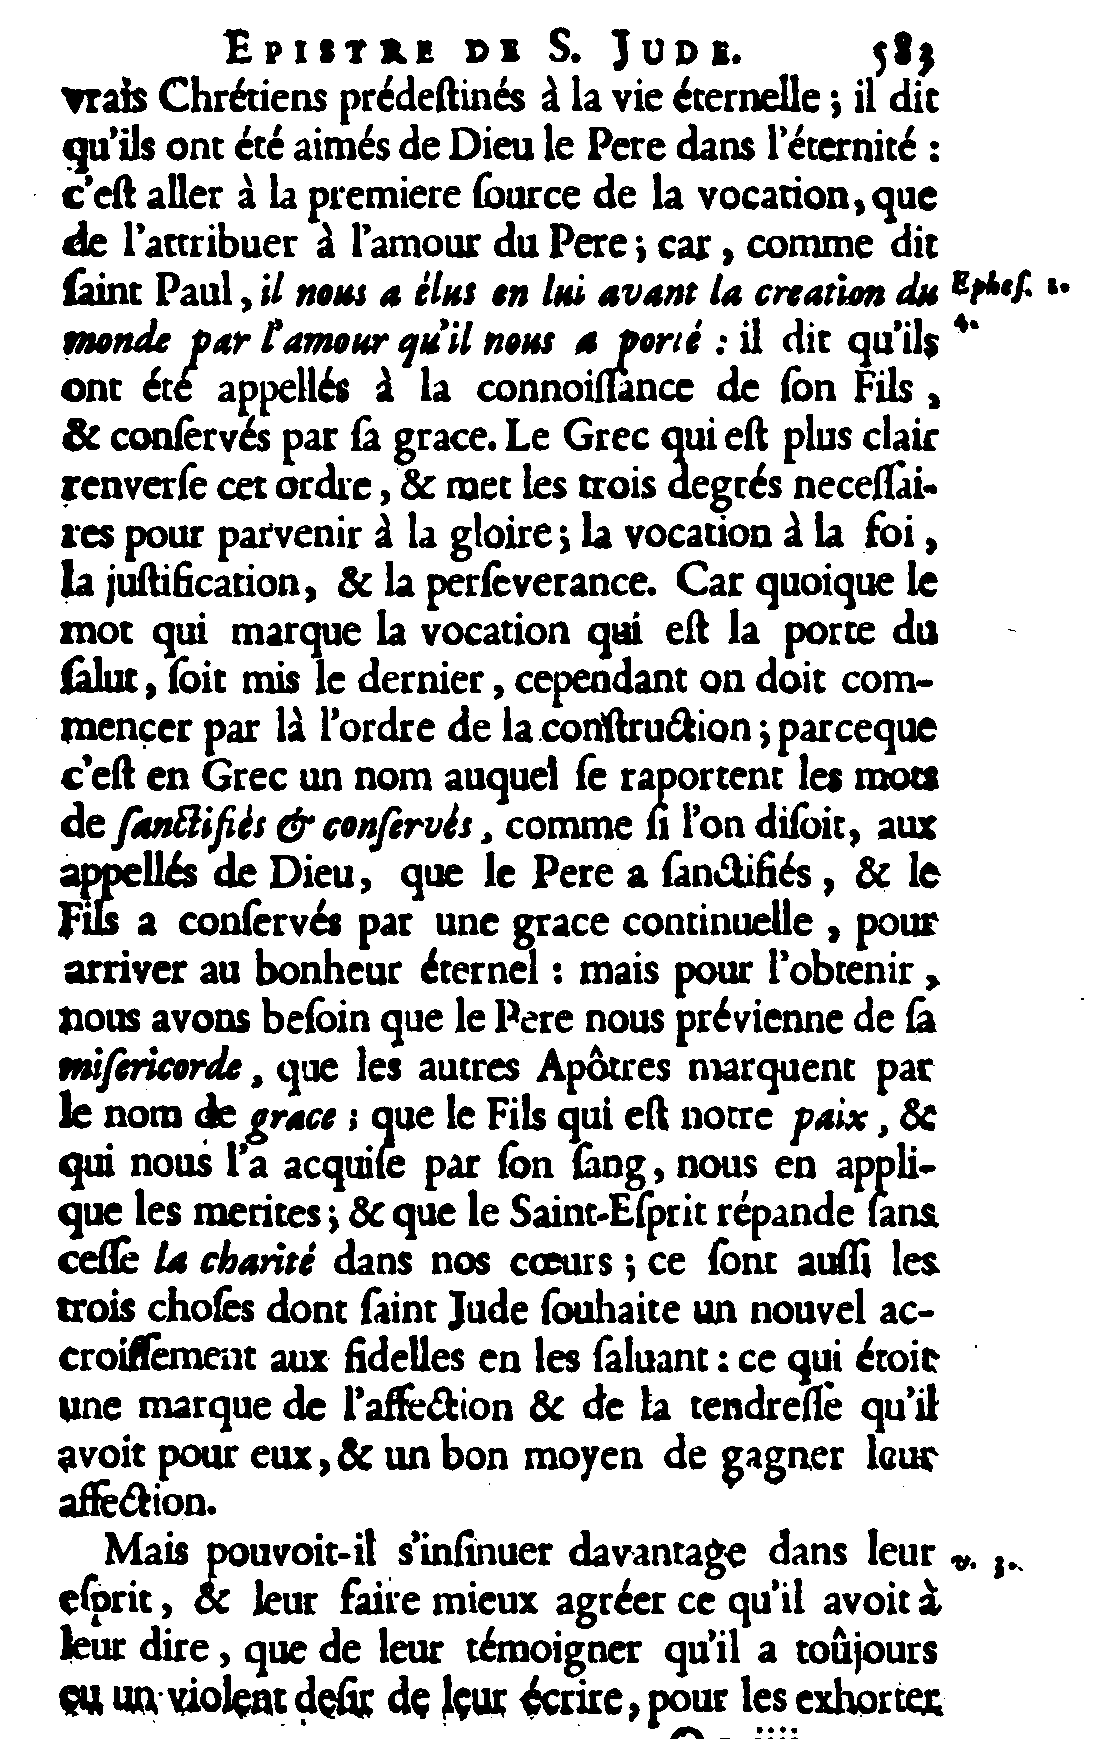 EPISTRE DE S. JUDE. 583
vrais Chrétiens prédeſtinés à la vie éternelle ; il dit
qu'ils ont été aimés de Dieu le Pere dans l'éternité :
c'eſt aller à la premiere ſource de la vocation, que
de l'attribuer à l'amour du Pere ; car, comme dit
ſaint Paul, il nous a élus en lui avant la creation du Epheſ. 1.
monde par l'amour qu'il nous a porté : il dit qu'ils 4.
ont été appellés à la connoiſſance de ſon Fils,
& conſervés par ſa grace. Le Grec qui eſt plus clair
renverſe cet ordre, & met les trois degrés neceſſai-
res pour parvenir à la gloire ; la vocation à la foi,
la juſtification, & la perſeverance. Car quoique le
mot qui marque la vocation qui eſt la porte du
ſalut, ſoit mis le dernier, cependant on doit com-
mencer par là l'ordre de la conſtruction ; parceque
c'eſt en Grec un nom auquel ſe raportent les mots
de ſanctifiés & conſervés, comme ſi l'on diſoit, aux
appellés de Dieu, que le Pere a ſanctifiés, & le
Fils a conſervés par une grace continuelle, pour
arriver au bonheur éternel : mais pour l'obtenir,
nous avons beſoin que le Pere nous prévienne de ſa
miſericorde, que les autres Apôtres marquent par
le nom de grace ; que le Fils qui eſt notre paix, &
qui nous l'a acquiſe par ſon ſang, nous en appli-
que les merites ; & que le Saint-Eſprit répande ſans
ceſſe la charité dans nos cœurs ; ce ſont auſſi les
trois choſes dont ſaint Jude ſouhaite un nouvel ac-
croiſſement aux fidelles en les ſaluant : ce qui étoit
une marque de l'affection & de la tendreſſe qu'il
avoit pour eux, & un bon moyen de gagner leur
affection.
Mais pouvoit-il s'inſinuer davantage dans leur v. 3.
eſprit, & leur faire mieux agréer ce qu'il avoit à
leur dire, que de leur témoigner qu'il a toûjours
eu un violent deſir de leur écrire, pour les exhorter